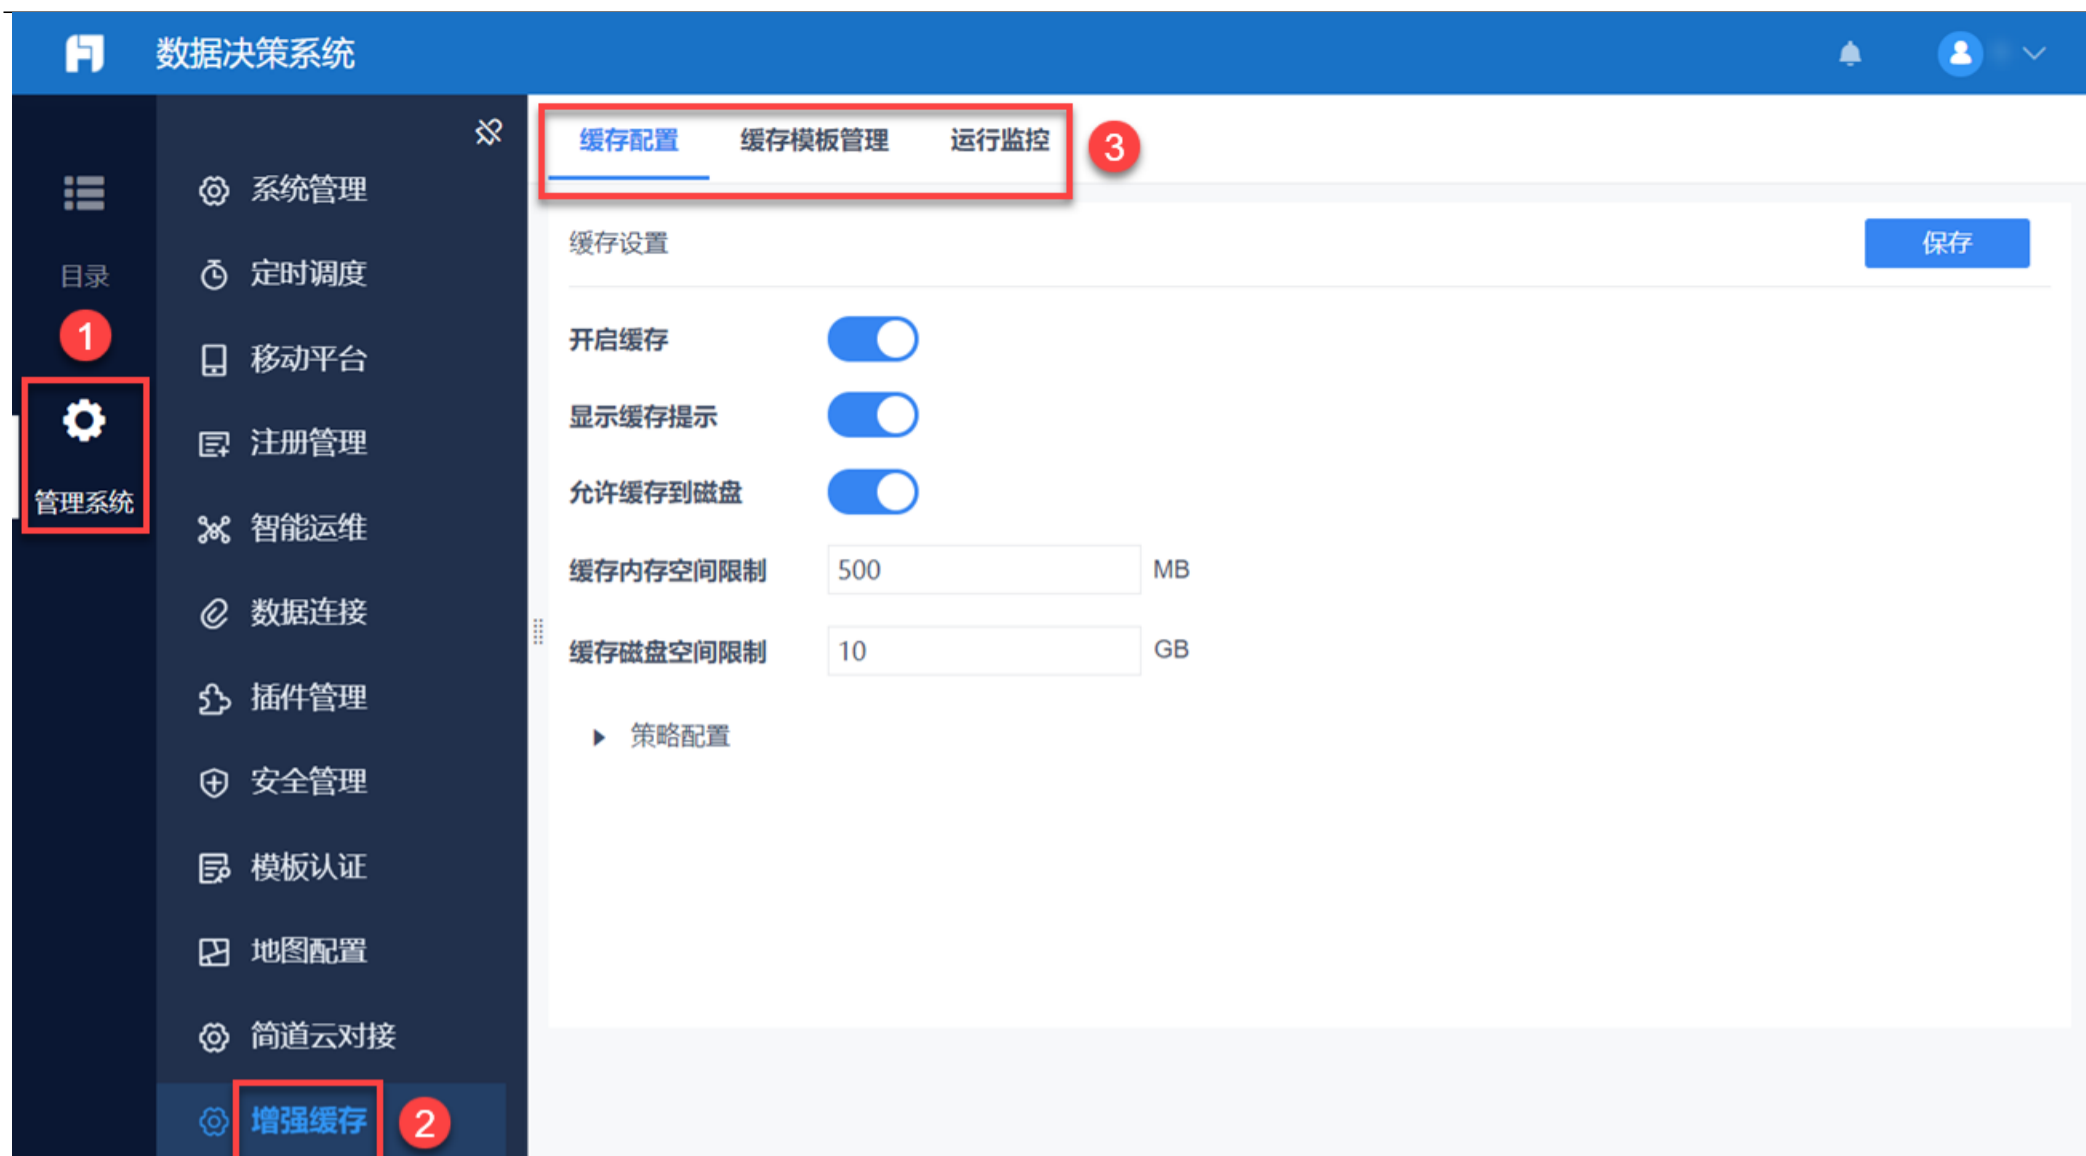 数据决策系统
目录
1
管理系统
系统管理
定时调度
移动平台
注册管理
智能运维
数据连接
插件管理
安全管理
模板认证
地图配置
简道云对接
增强缓存 2
缓存配置 缓存模板管理 运行监控 3
缓存设置 保存
开启缓存
显示缓存提示
允许缓存到磁盘
缓存内存空间限制 500 MB
缓存磁盘空间限制 10 GB
策略配置